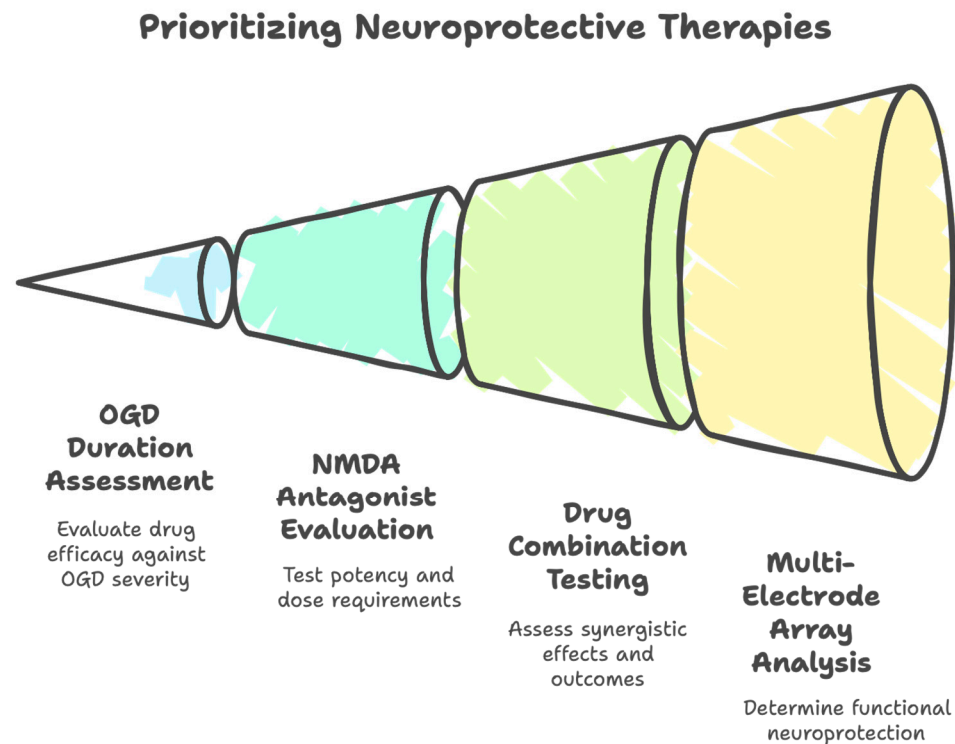 Prioritizing Neuroprotective Therapies
OGD
Duration
Assessment
Evaluate drug
efficacy against
OGD severity
NMDA
Antagonist
Evaluation
Test potency and
dose requirements
Drug
Combination
Testing
Assess synergistic
effects and
outcomes
Multi-
Electrode
Array
Analysis
Determine functional
neuroprotection